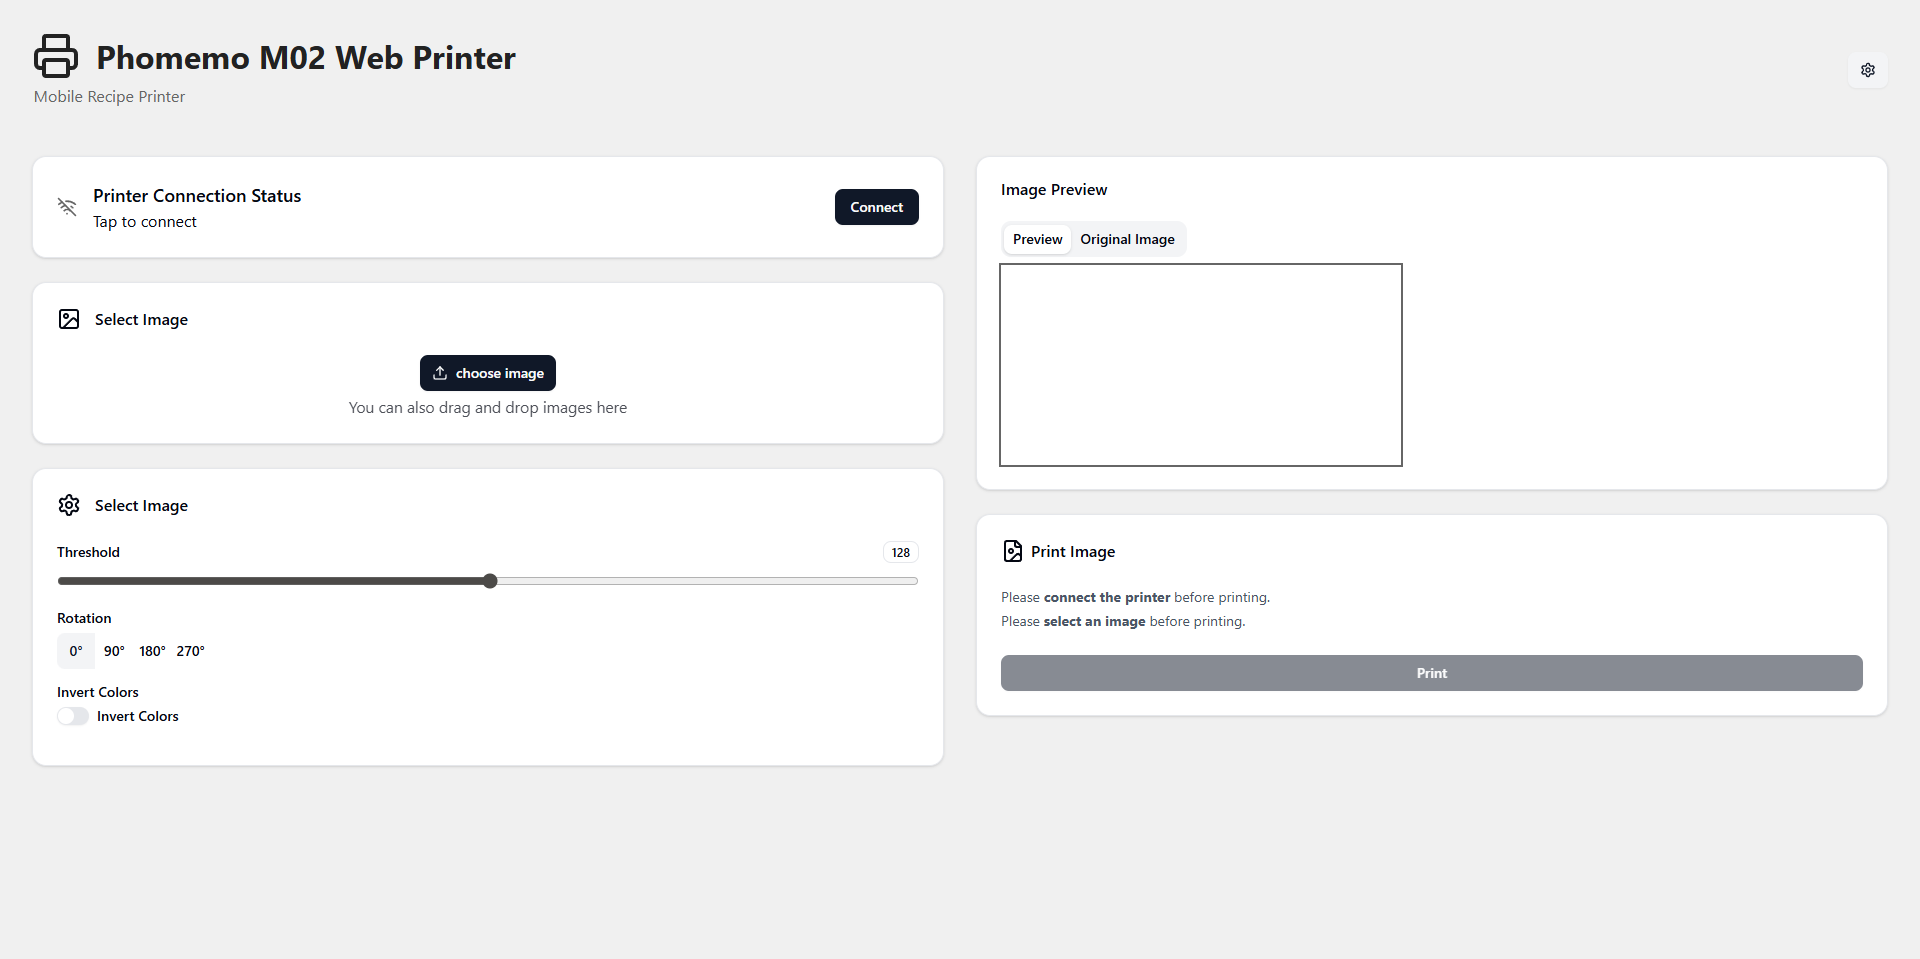 Phomemo M02 Web Printer
Mobile Recipe Printer
Printer Connection Status
Tap to connect
Connect
Select Image
choose image
You can also drag and drop images here
Select Image
Threshold
128
Rotation
0° 90° 180° 270°
Invert Colors
Invert Colors
Image Preview
Preview Original Image
Print Image
Please connect the printer before printing.
Please select an image before printing.
Print